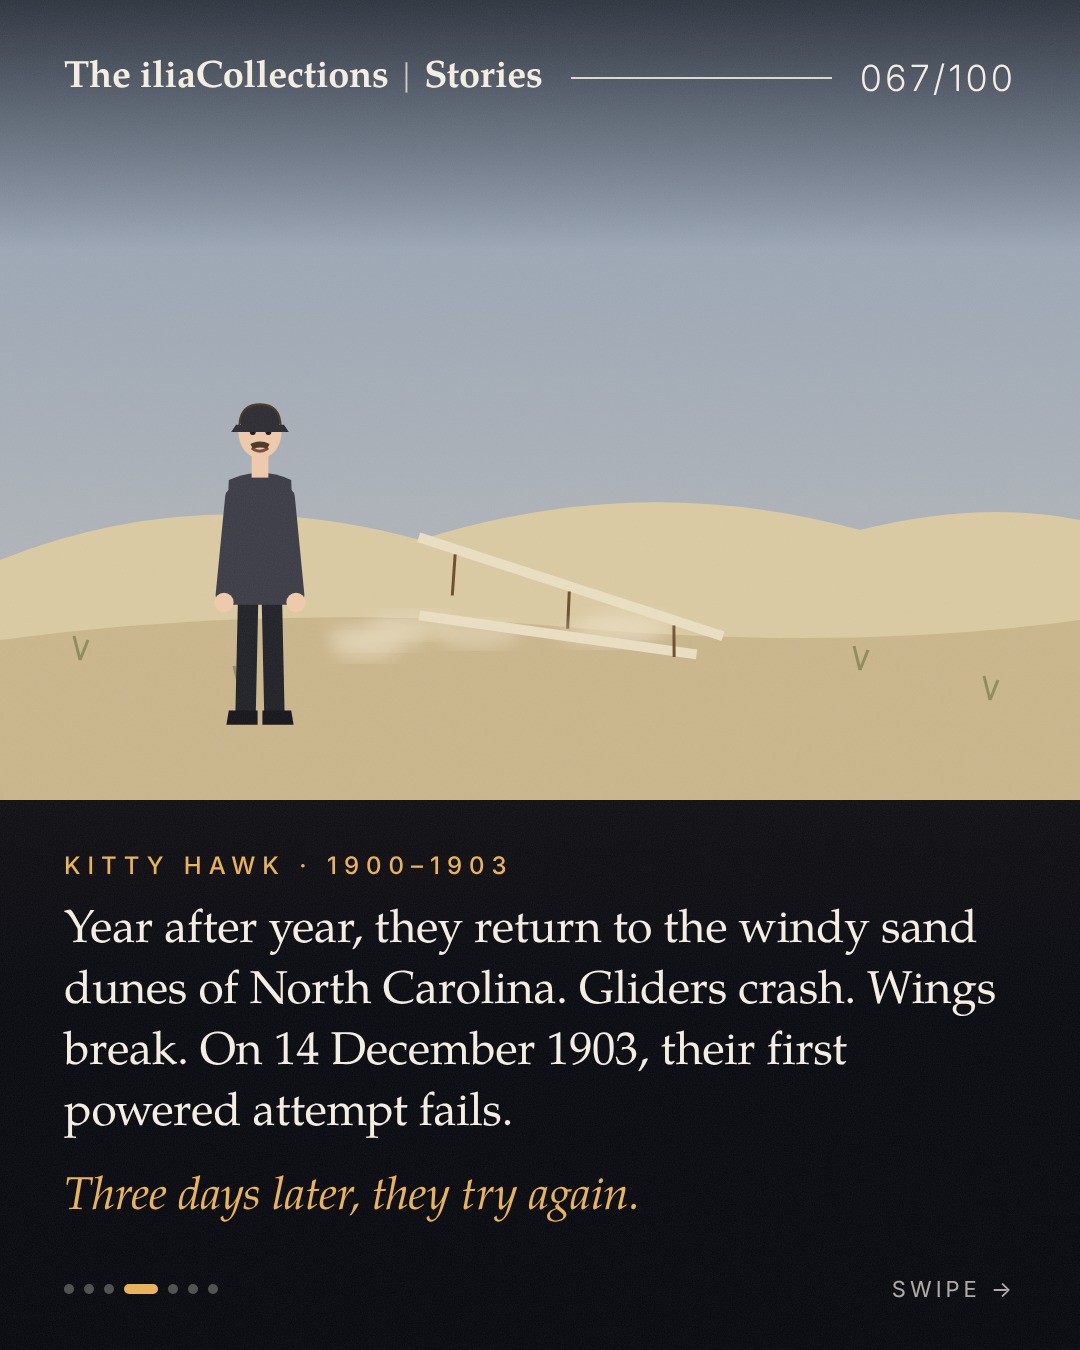 The iliaCollections | Stories
067/100
KITTY HAWK · 1900–1903
Year after year, they return to the windy sand
dunes of North Carolina. Gliders crash. Wings
break. On 14 December 1903, their first
powered attempt fails.
Three days later, they try again.
SWIPE →